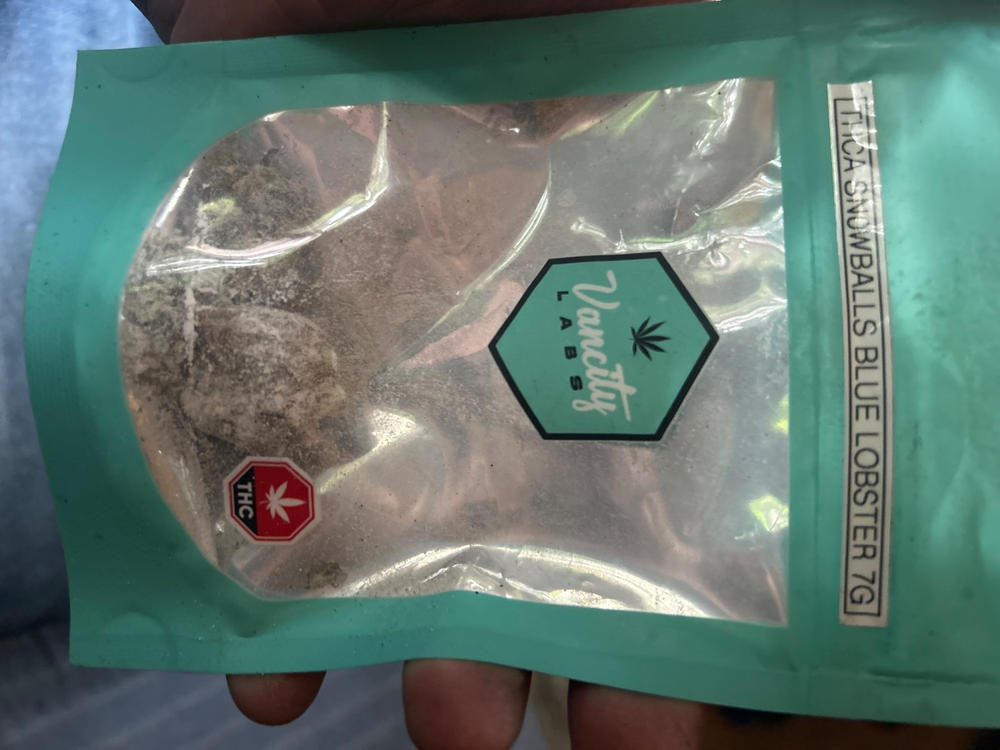 THCA SNOWBALLS BLUE LOBSTER 7G
Vancity
LABS
THC